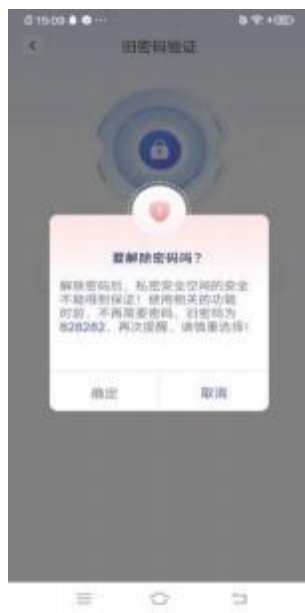 15:09
旧密码验证
要解除密码吗？
解除密码后，私密安全空间的安全
不能得到保证！使用相关的功能
时前，不再需要密码，旧密码为
828282，再次提醒，请慎重选择！
确定
取消